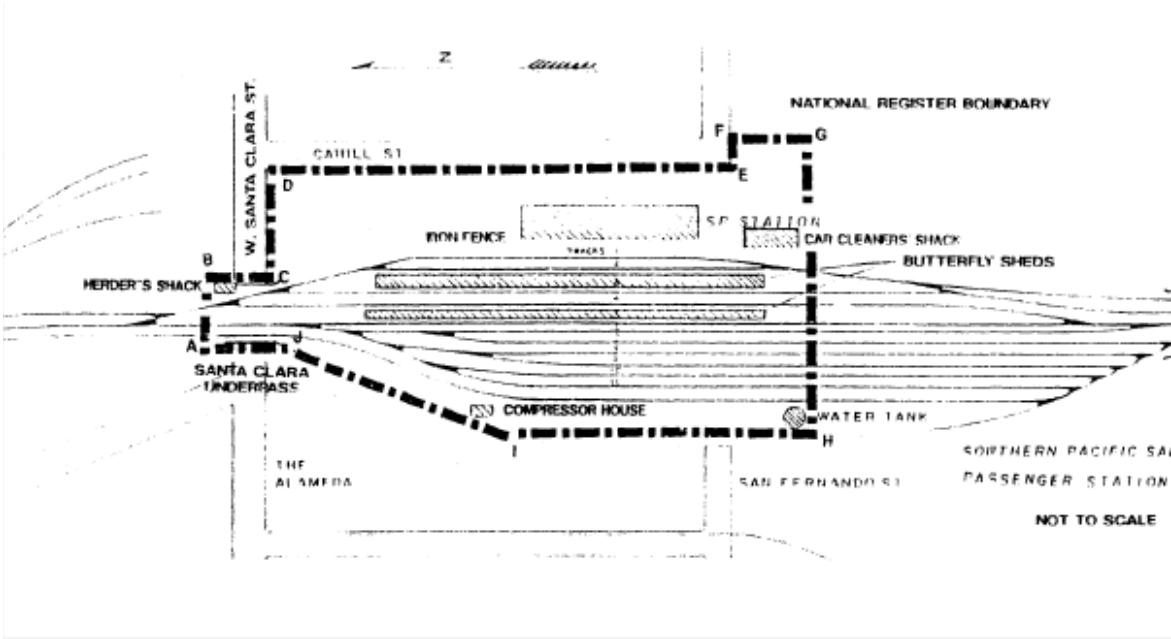 Z
W. SANTA CLARA ST.
NATIONAL REGISTER BOUNDARY
F
G
CAHILL ST
E
D
S.P. STATION
IRON FENCE
CAR CLEANERS' SHACK
TRACKS
B
C
BUTTERFLY SHEDS
HERDER'S SHACK
A
J
SANTA CLARA
UNDERPASS
COMPRESSOR HOUSE
WATER TANK
H
I
THE
ALAMEDA
SAN FERNANDO ST.
SOUTHERN PACIFIC SA
PASSENGER STATION
NOT TO SCALE